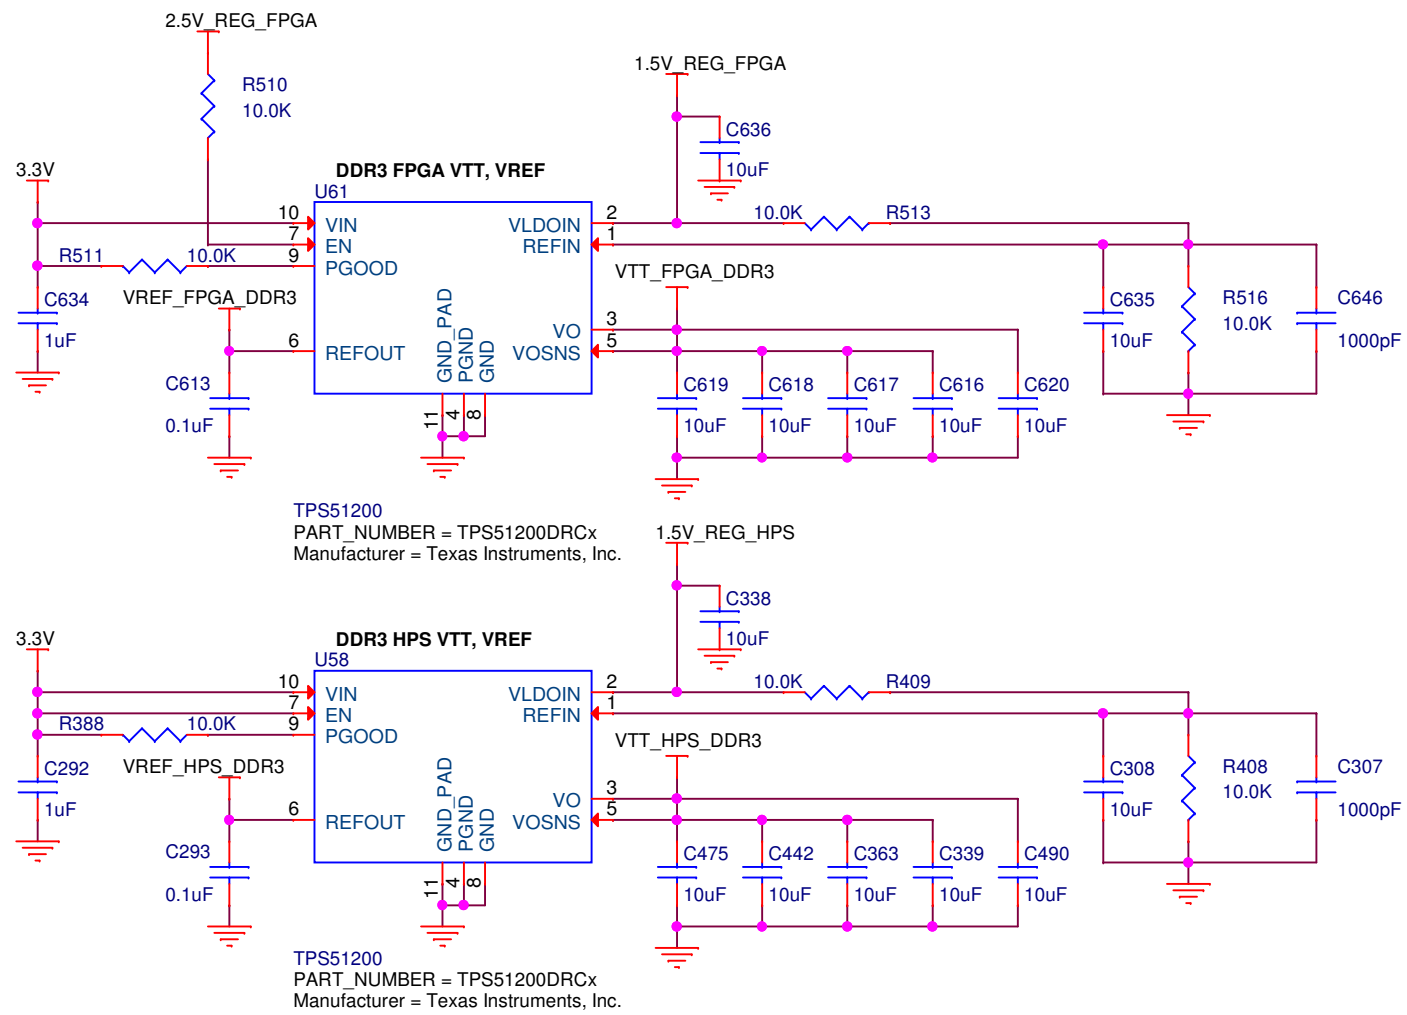 2.5V_REG_FPGA
R510
10.0K
1.5V_REG_FPGA
C636
10uF
3.3V
DDR3 FPGA VTT, VREF
U61
10 VIN
7 EN
R511 10.0K 9 PGOOD
VLDOIN 2
REFIN 1
10.0K R513
C634
1uF
VREF_FPGA_DDR3
6 REFOUT
C613
0.1uF
GND_PAD
PGND
GND
11
4
8
VTT_FPGA_DDR3
VO 3
VOSNS 5
C635
10uF
R516
10.0K
C646
1000pF
C619 C618 C617 C616 C620
10uF 10uF 10uF 10uF 10uF
TPS51200
PART_NUMBER = TPS51200DRCx
Manufacturer = Texas Instruments, Inc.
1.5V_REG_HPS
C338
10uF
3.3V
DDR3 HPS VTT, VREF
U58
10 VIN
7 EN
R388 10.0K 9 PGOOD
VLDOIN 2
REFIN 1
10.0K R409
C292
1uF
VREF_HPS_DDR3
6 REFOUT
C293
0.1uF
GND_PAD
PGND
GND
11
4
8
VTT_HPS_DDR3
VO 3
VOSNS 5
C308
10uF
R408
10.0K
C307
1000pF
C475 C442 C363 C339 C490
10uF 10uF 10uF 10uF 10uF
TPS51200
PART_NUMBER = TPS51200DRCx
Manufacturer = Texas Instruments, Inc.